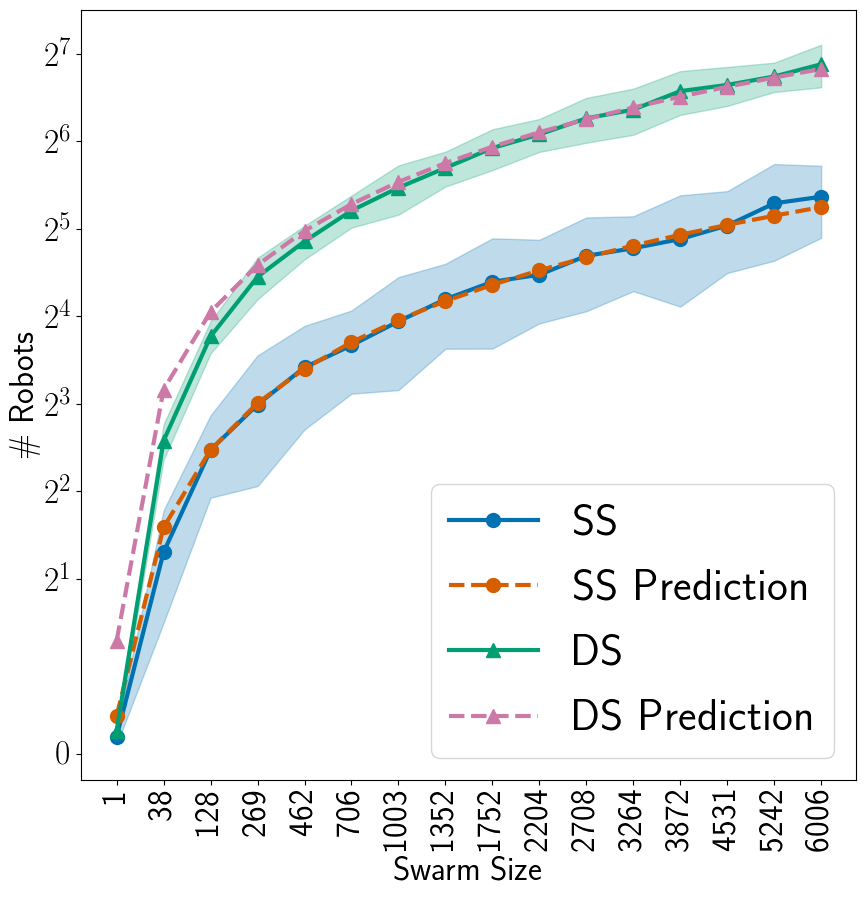 # Robots
2^7
2^6
2^5
2^4
2^3
2^2
2^1
0
SS
SS Prediction
DS
DS Prediction
1 38 128 269 462 706 1003 1352 1752 2204 2708 3264 3872 4531 5242 6006
Swarm Size